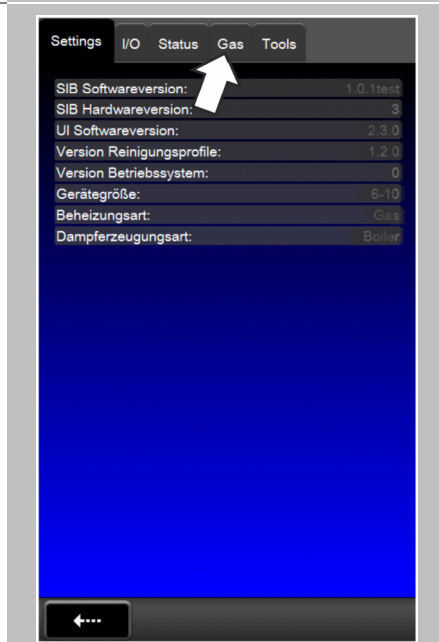 Settings I/O Status Gas Tools
SIB Softwareversion: 1.0.1test
SIB Hardwareversion: 3
UI Softwareversion: 2.3.0
Version Reinigungsprofile: 1.2.0
Version Betriebssystem: 0
Gerätegröße: 6-10
Beheizungsart: Gas
Dampferzeugungsart: Boiler